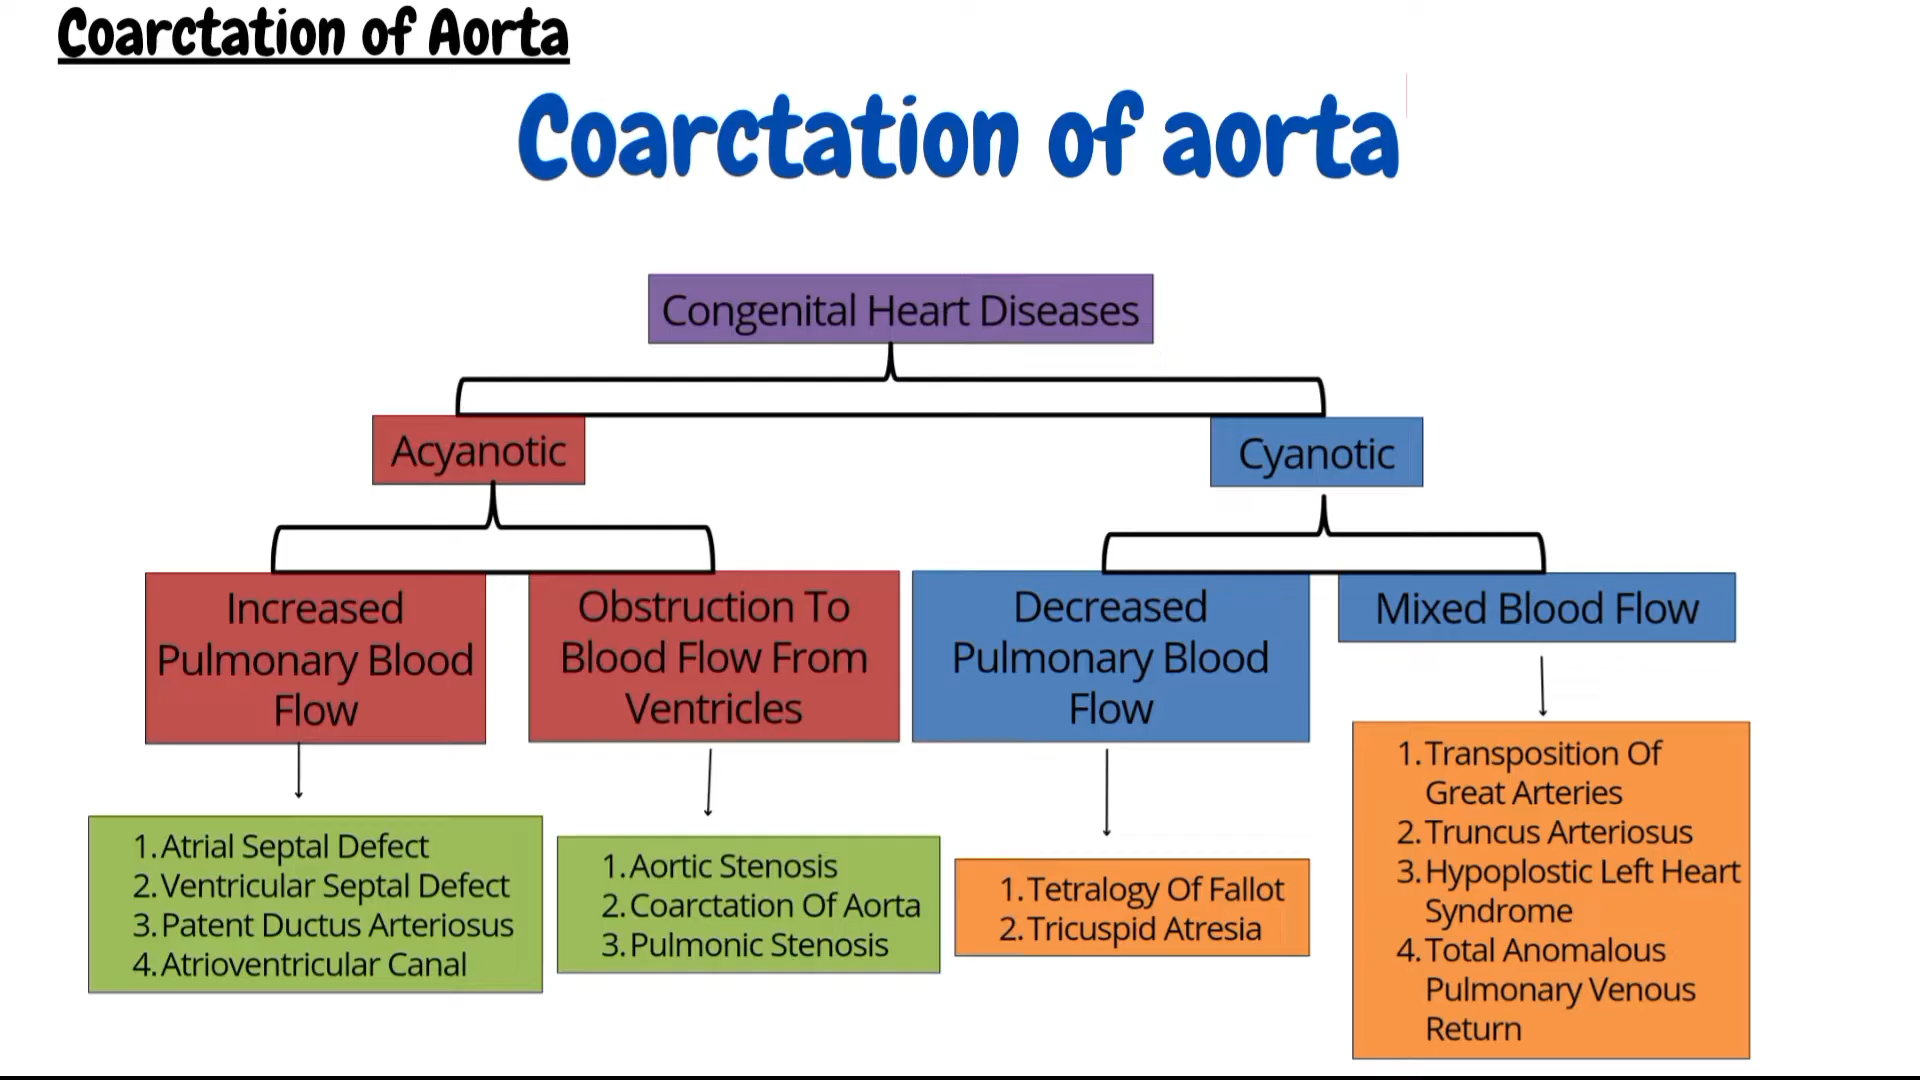 Coarctation of Aorta
Coarctation of aorta
Congenital Heart Diseases
Acyanotic
Cyanotic
Increased
Pulmonary Blood
Flow
Obstruction To
Blood Flow From
Ventricles
Decreased
Pulmonary Blood
Flow
Mixed Blood Flow
1. Atrial Septal Defect
2. Ventricular Septal Defect
3. Patent Ductus Arteriosus
4. Atrioventricular Canal
1. Aortic Stenosis
2. Coarctation Of Aorta
3. Pulmonic Stenosis
1. Tetralogy Of Fallot
2. Tricuspid Atresia
1. Transposition Of
Great Arteries
2. Truncus Arteriosus
3. Hypoplostic Left Heart
Syndrome
4. Total Anomalous
Pulmonary Venous
Return